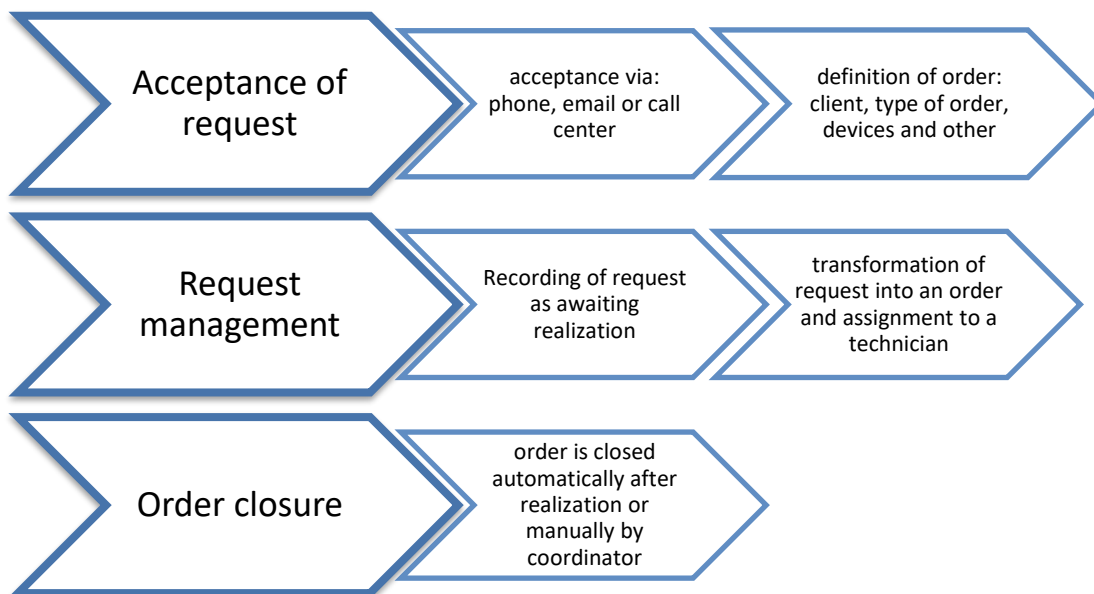 Acceptance of
request
acceptance via:
phone, email or call
center
definition of order:
client, type of order,
devices and other
Request
management
Recording of request
as awaiting
realization
transformation of
request into an order
and assignment to a
technician
Order closure
order is closed
automatically after
realization or
manually by
coordinator